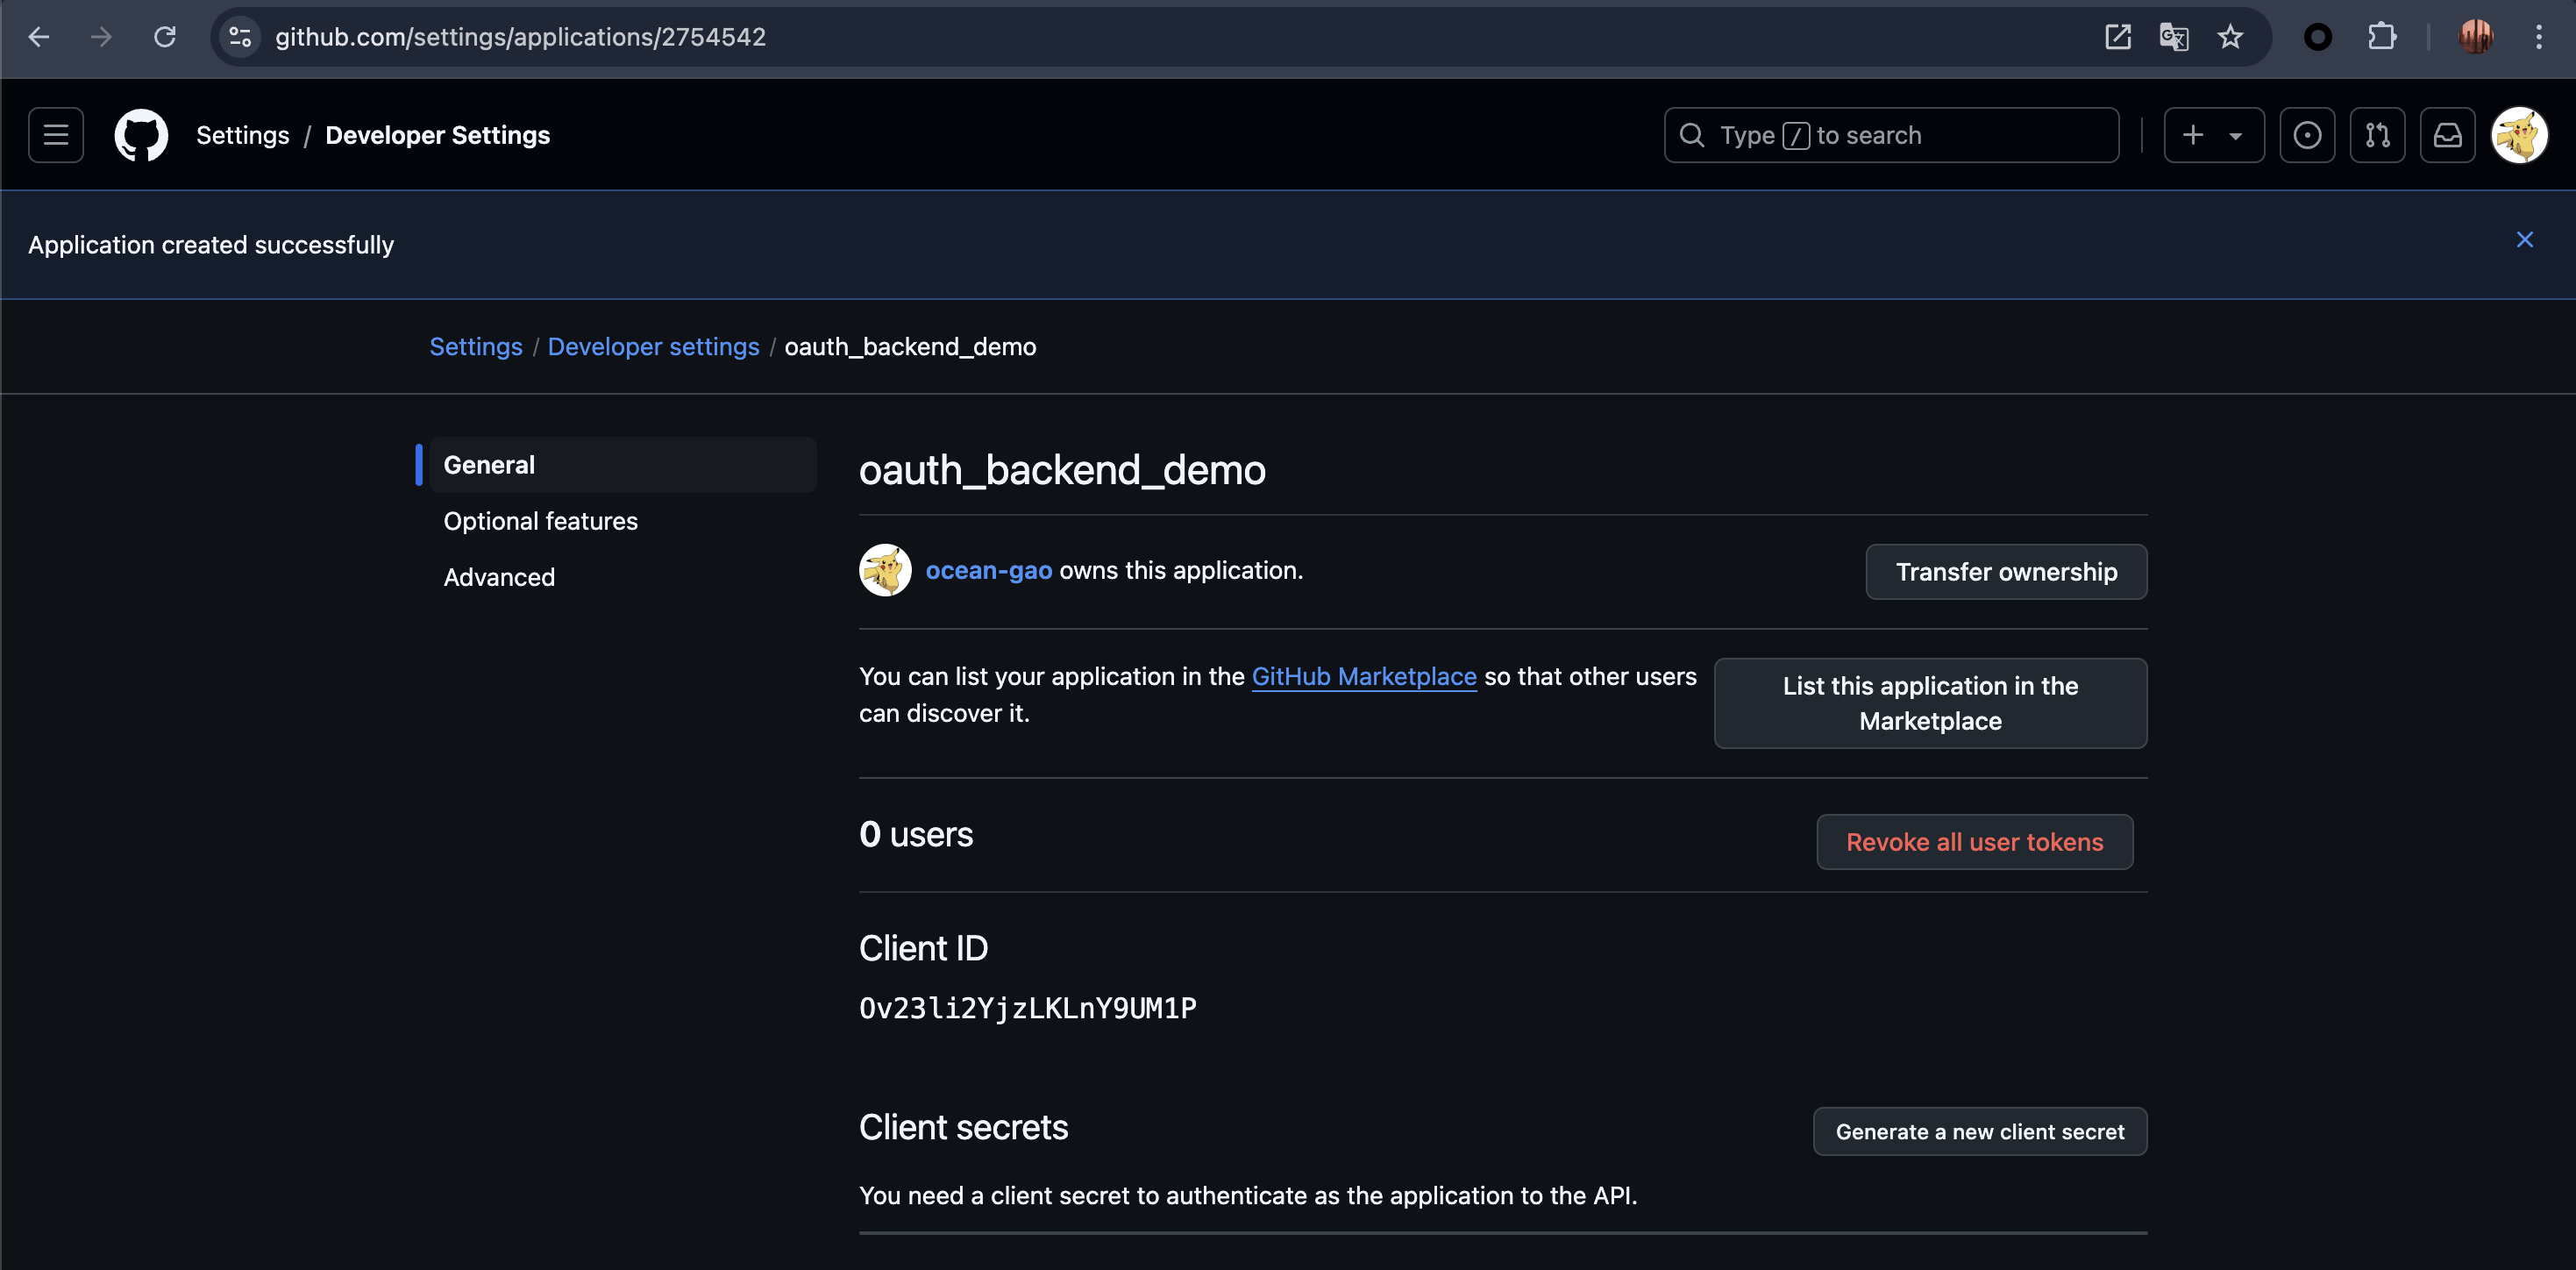 github.com/settings/applications/2754542
Settings / Developer Settings
Type / to search
Application created successfully
Settings / Developer settings / oauth_backend_demo
General
Optional features
Advanced
oauth_backend_demo
ocean-gao owns this application.
Transfer ownership
You can list your application in the GitHub Marketplace so that other users
can discover it.
List this application in the
Marketplace
0 users
Revoke all user tokens
Client ID
Ov23li2YjzLKLnY9UM1P
Client secrets
Generate a new client secret
You need a client secret to authenticate as the application to the API.